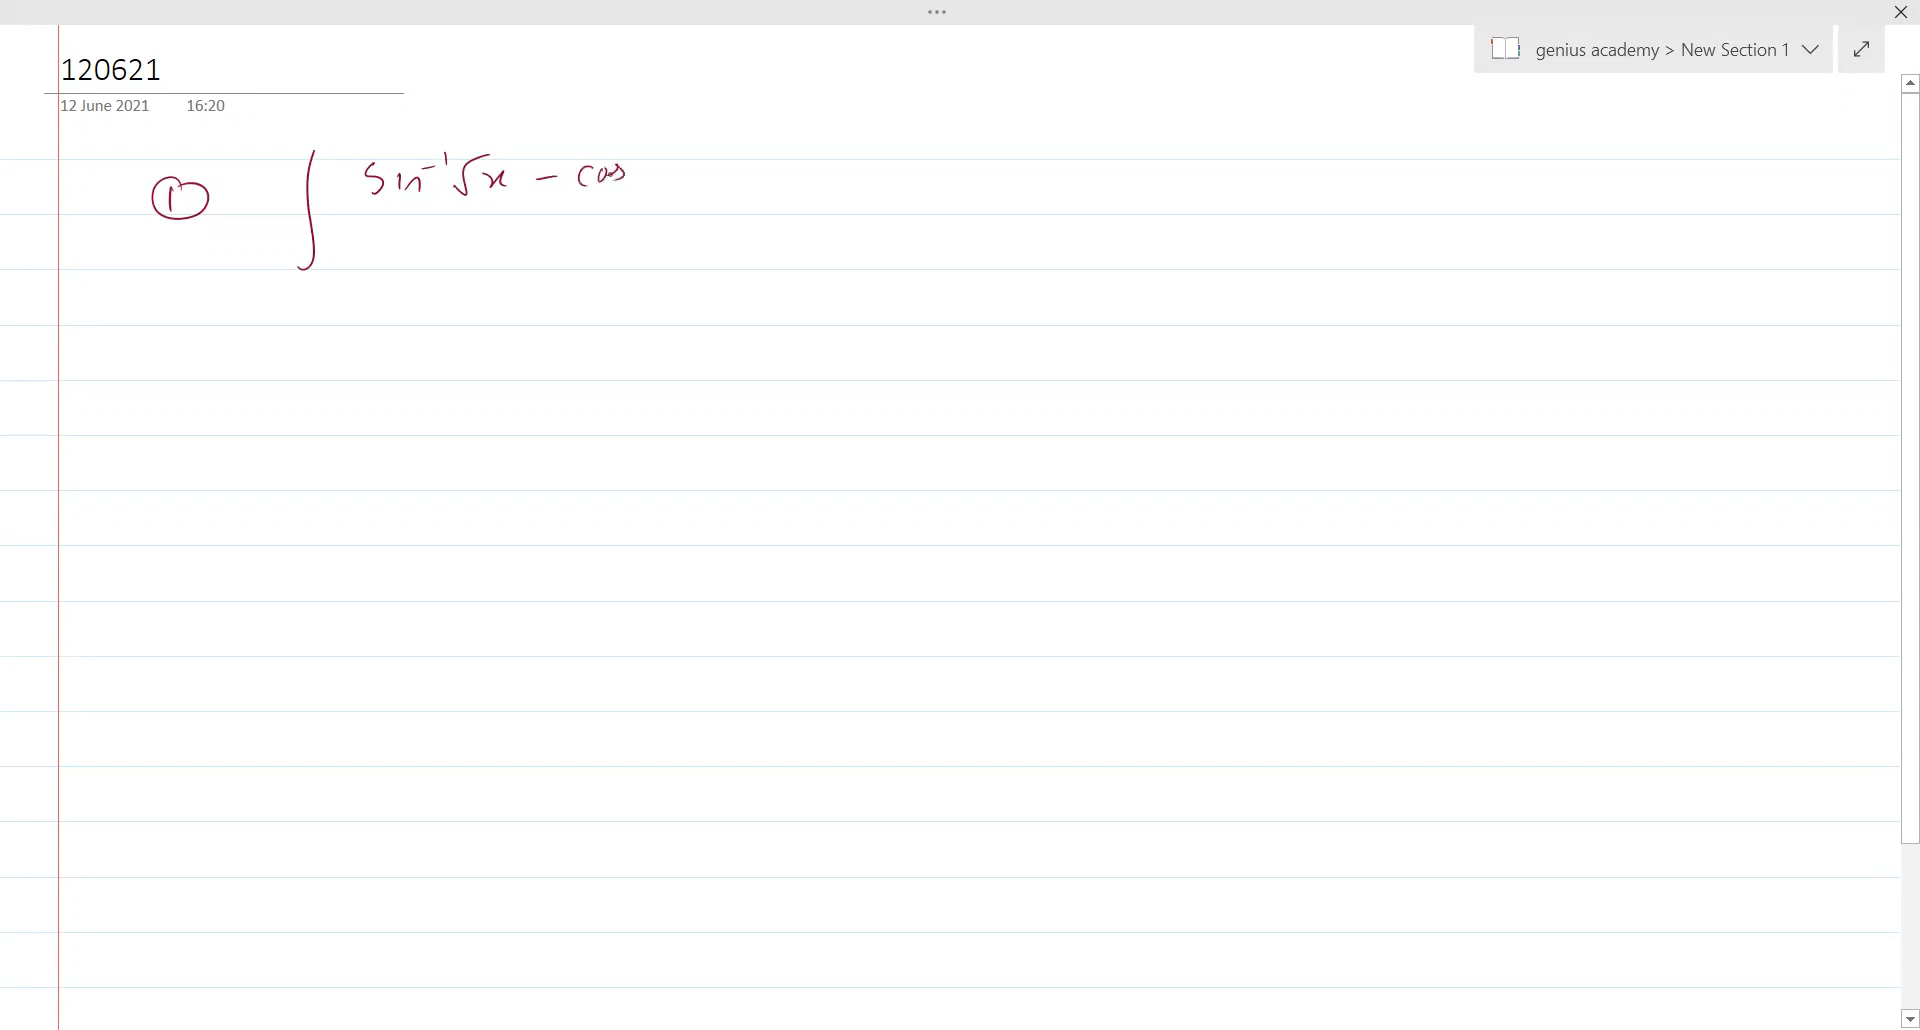 genius academy > New Section 1
120621
12 June 2021 16:20
① ∫ sin⁻¹√x − cos